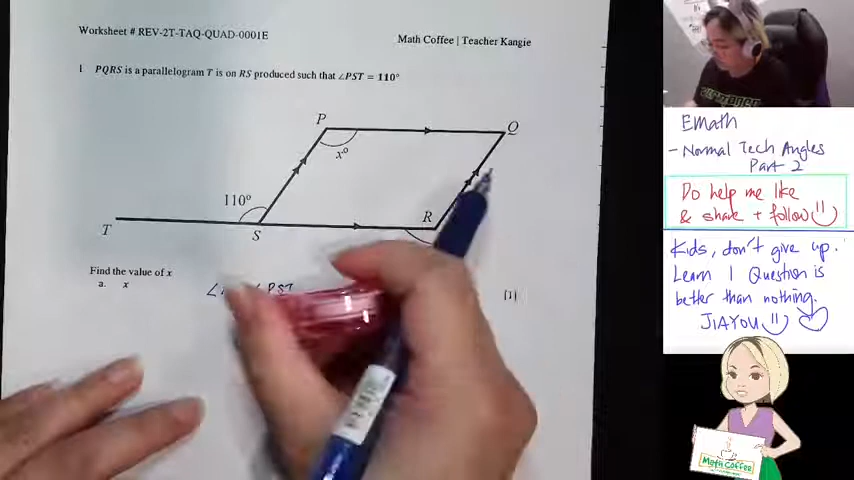 Worksheet # REV-2T-TAQ-QUAD-0001E
Math Coffee | Teacher Kangie
1 PQRS is a parallelogram T is on RS produced such that ∠PST = 110°
P
Q
x°
110°
R
T
S
Find the value of x
a. x
∠PST
[1]
EMath
- Normal Tech Angles
Part 2
Do help me like
& share + follow
Kids, don't give up.
Learn 1 Question is
better than nothing.
JIAYOU
Math Coffee